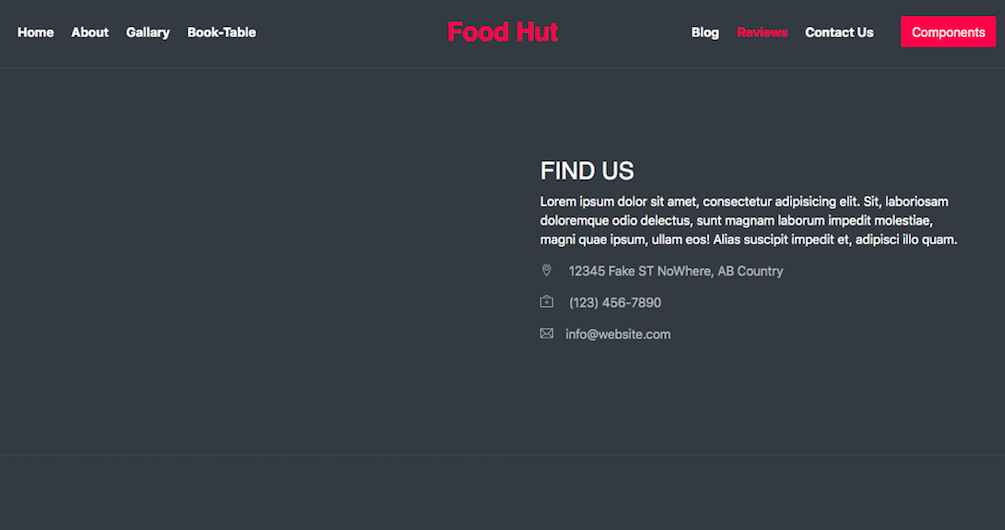 Home About Gallary Book-Table Food Hut Blog Reviews Contact Us Components
FIND US
Lorem ipsum dolor sit amet, consectetur adipisicing elit. Sit, laboriosam
doloremque odio delectus, sunt magnam laborum impedit molestiae,
magni quae ipsum, ullam eos! Alias suscipit impedit et, adipisci illo quam.
12345 Fake ST NoWhere, AB Country
(123) 456-7890
info@website.com